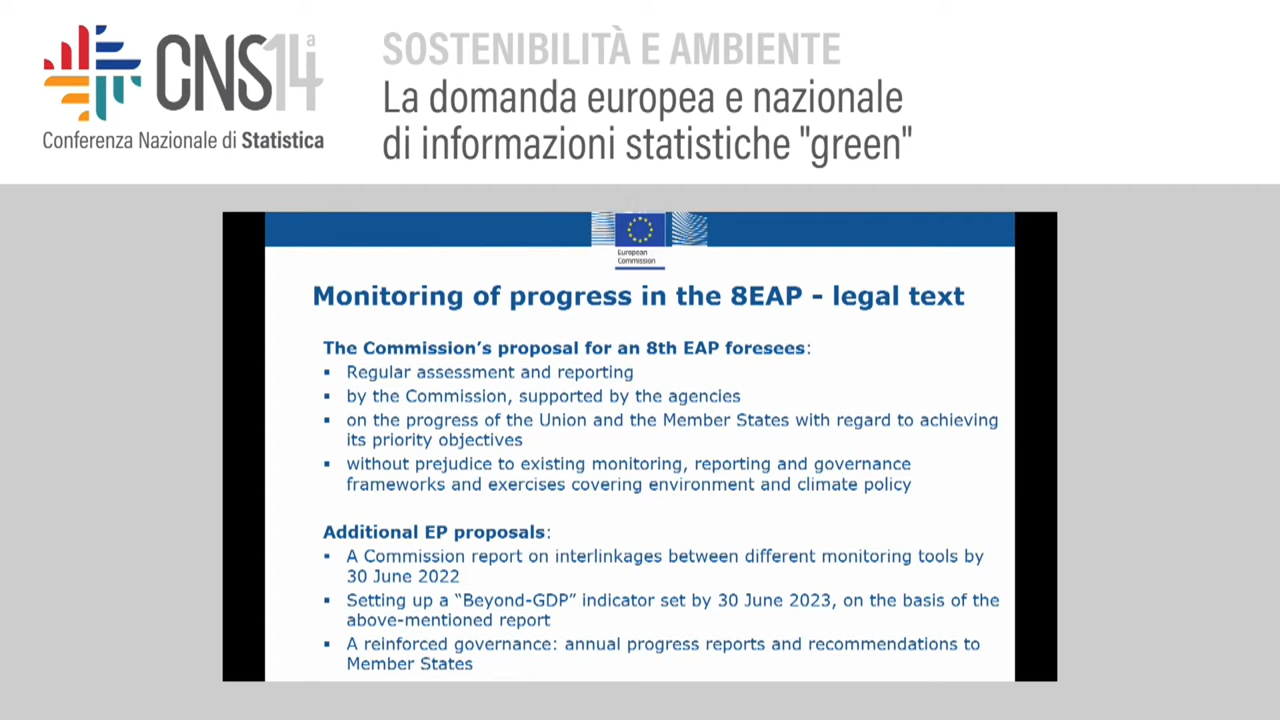 CNS14ª
Conferenza Nazionale di Statistica
SOSTENIBILITÀ E AMBIENTE
La domanda europea e nazionale
di informazioni statistiche "green"
European
Commission
Monitoring of progress in the 8EAP - legal text
The Commission's proposal for an 8th EAP foresees:
▪ Regular assessment and reporting
▪ by the Commission, supported by the agencies
▪ on the progress of the Union and the Member States with regard to achieving
its priority objectives
▪ without prejudice to existing monitoring, reporting and governance
frameworks and exercises covering environment and climate policy
Additional EP proposals:
▪ A Commission report on interlinkages between different monitoring tools by
30 June 2022
▪ Setting up a “Beyond-GDP” indicator set by 30 June 2023, on the basis of the
above-mentioned report
▪ A reinforced governance: annual progress reports and recommendations to
Member States